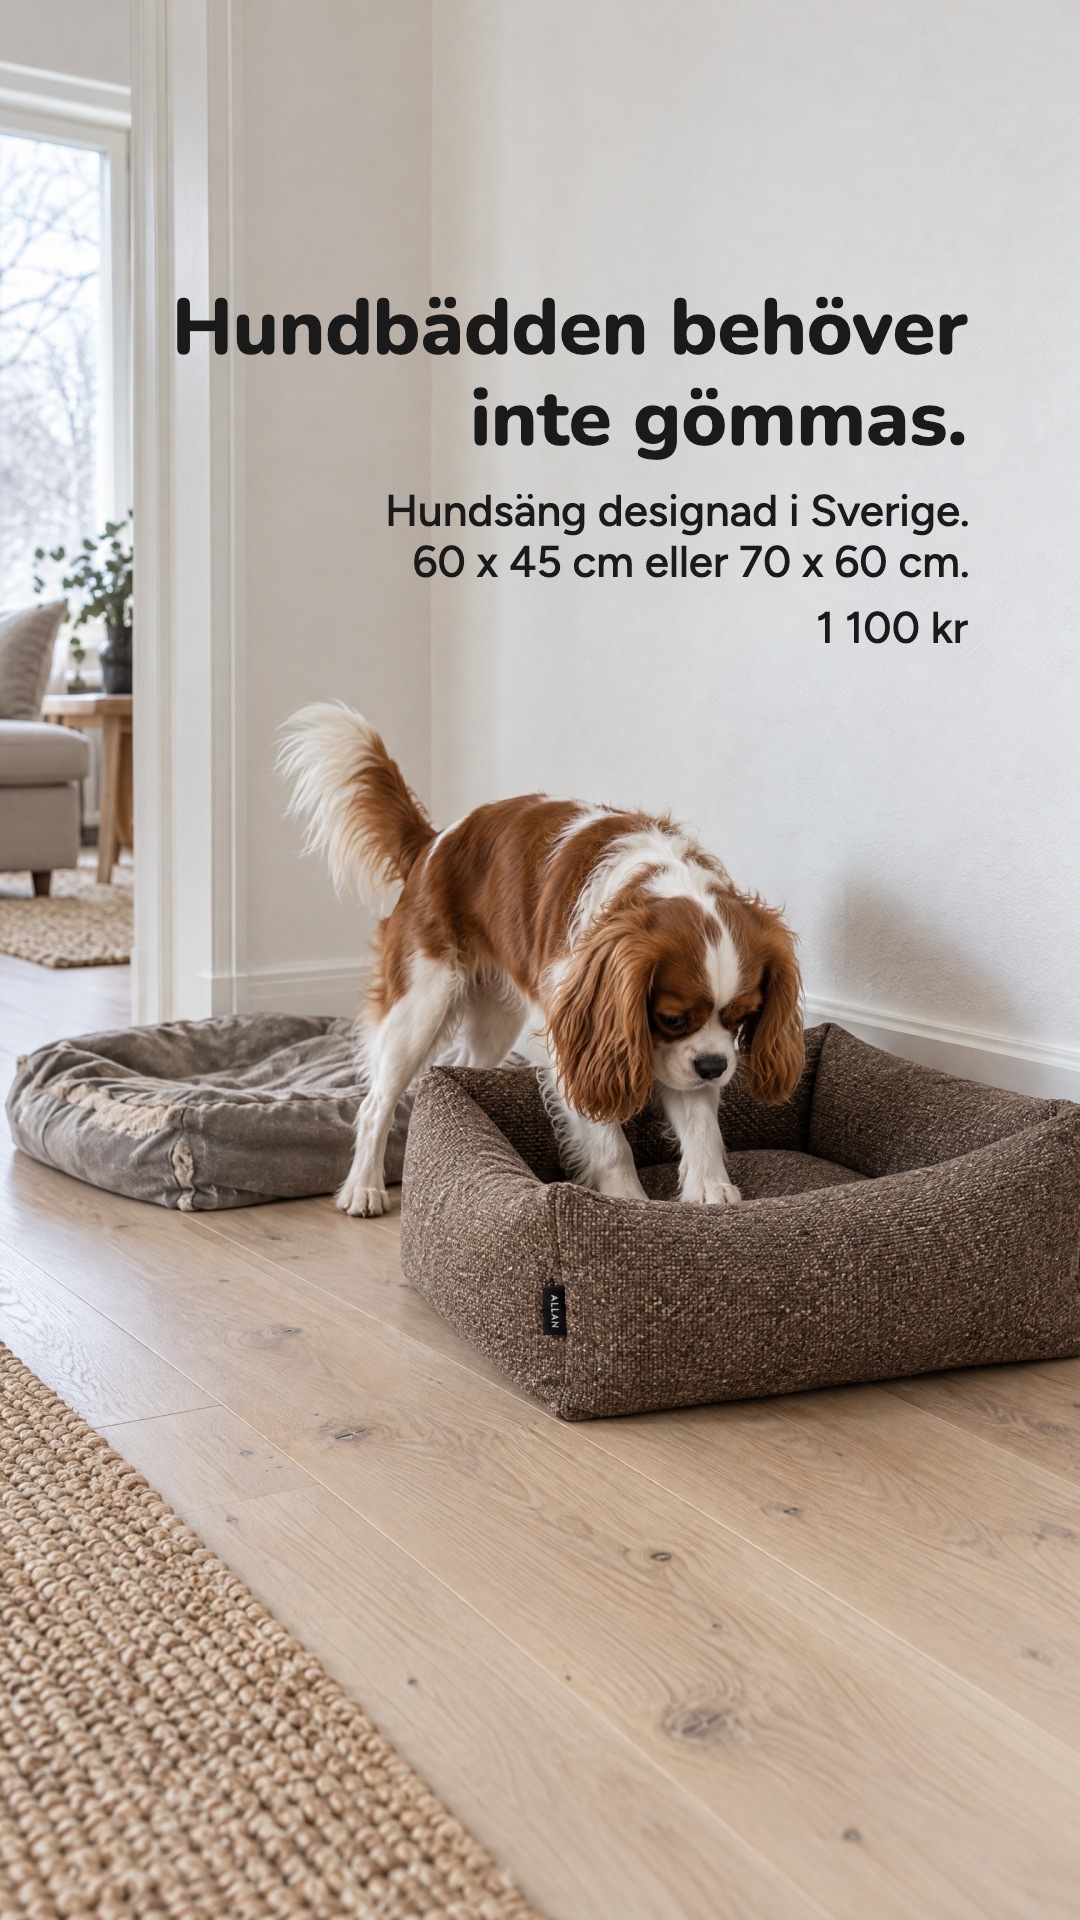 Hundbädden behöver
inte gömmas.
Hundsäng designad i Sverige.
60 x 45 cm eller 70 x 60 cm.
1 100 kr
ALLAN